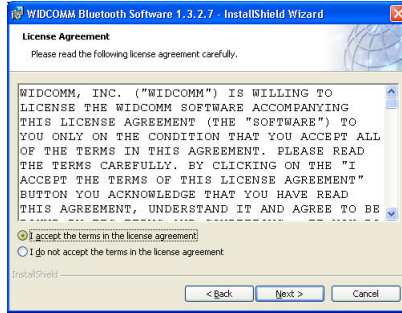 WIDCOMM Bluetooth Software 1.3.2.7 - InstallShield Wizard
License Agreement
Please read the following license agreement carefully.
WIDCOMM, INC. ("WIDCOMM") IS WILLING TO
LICENSE THE WIDCOMM SOFTWARE ACCOMPANYING
THIS LICENSE AGREEMENT (THE "SOFTWARE") TO
YOU ONLY ON THE CONDITION THAT YOU ACCEPT ALL
OF THE TERMS IN THIS AGREEMENT. PLEASE READ
THE TERMS CAREFULLY. BY CLICKING ON THE "I
ACCEPT THE TERMS OF THIS LICENSE AGREEMENT"
BUTTON YOU ACKNOWLEDGE THAT YOU HAVE READ
THIS AGREEMENT, UNDERSTAND IT AND AGREE TO BE
I accept the terms in the license agreement
I do not accept the terms in the license agreement
InstallShield
< Back Next > Cancel